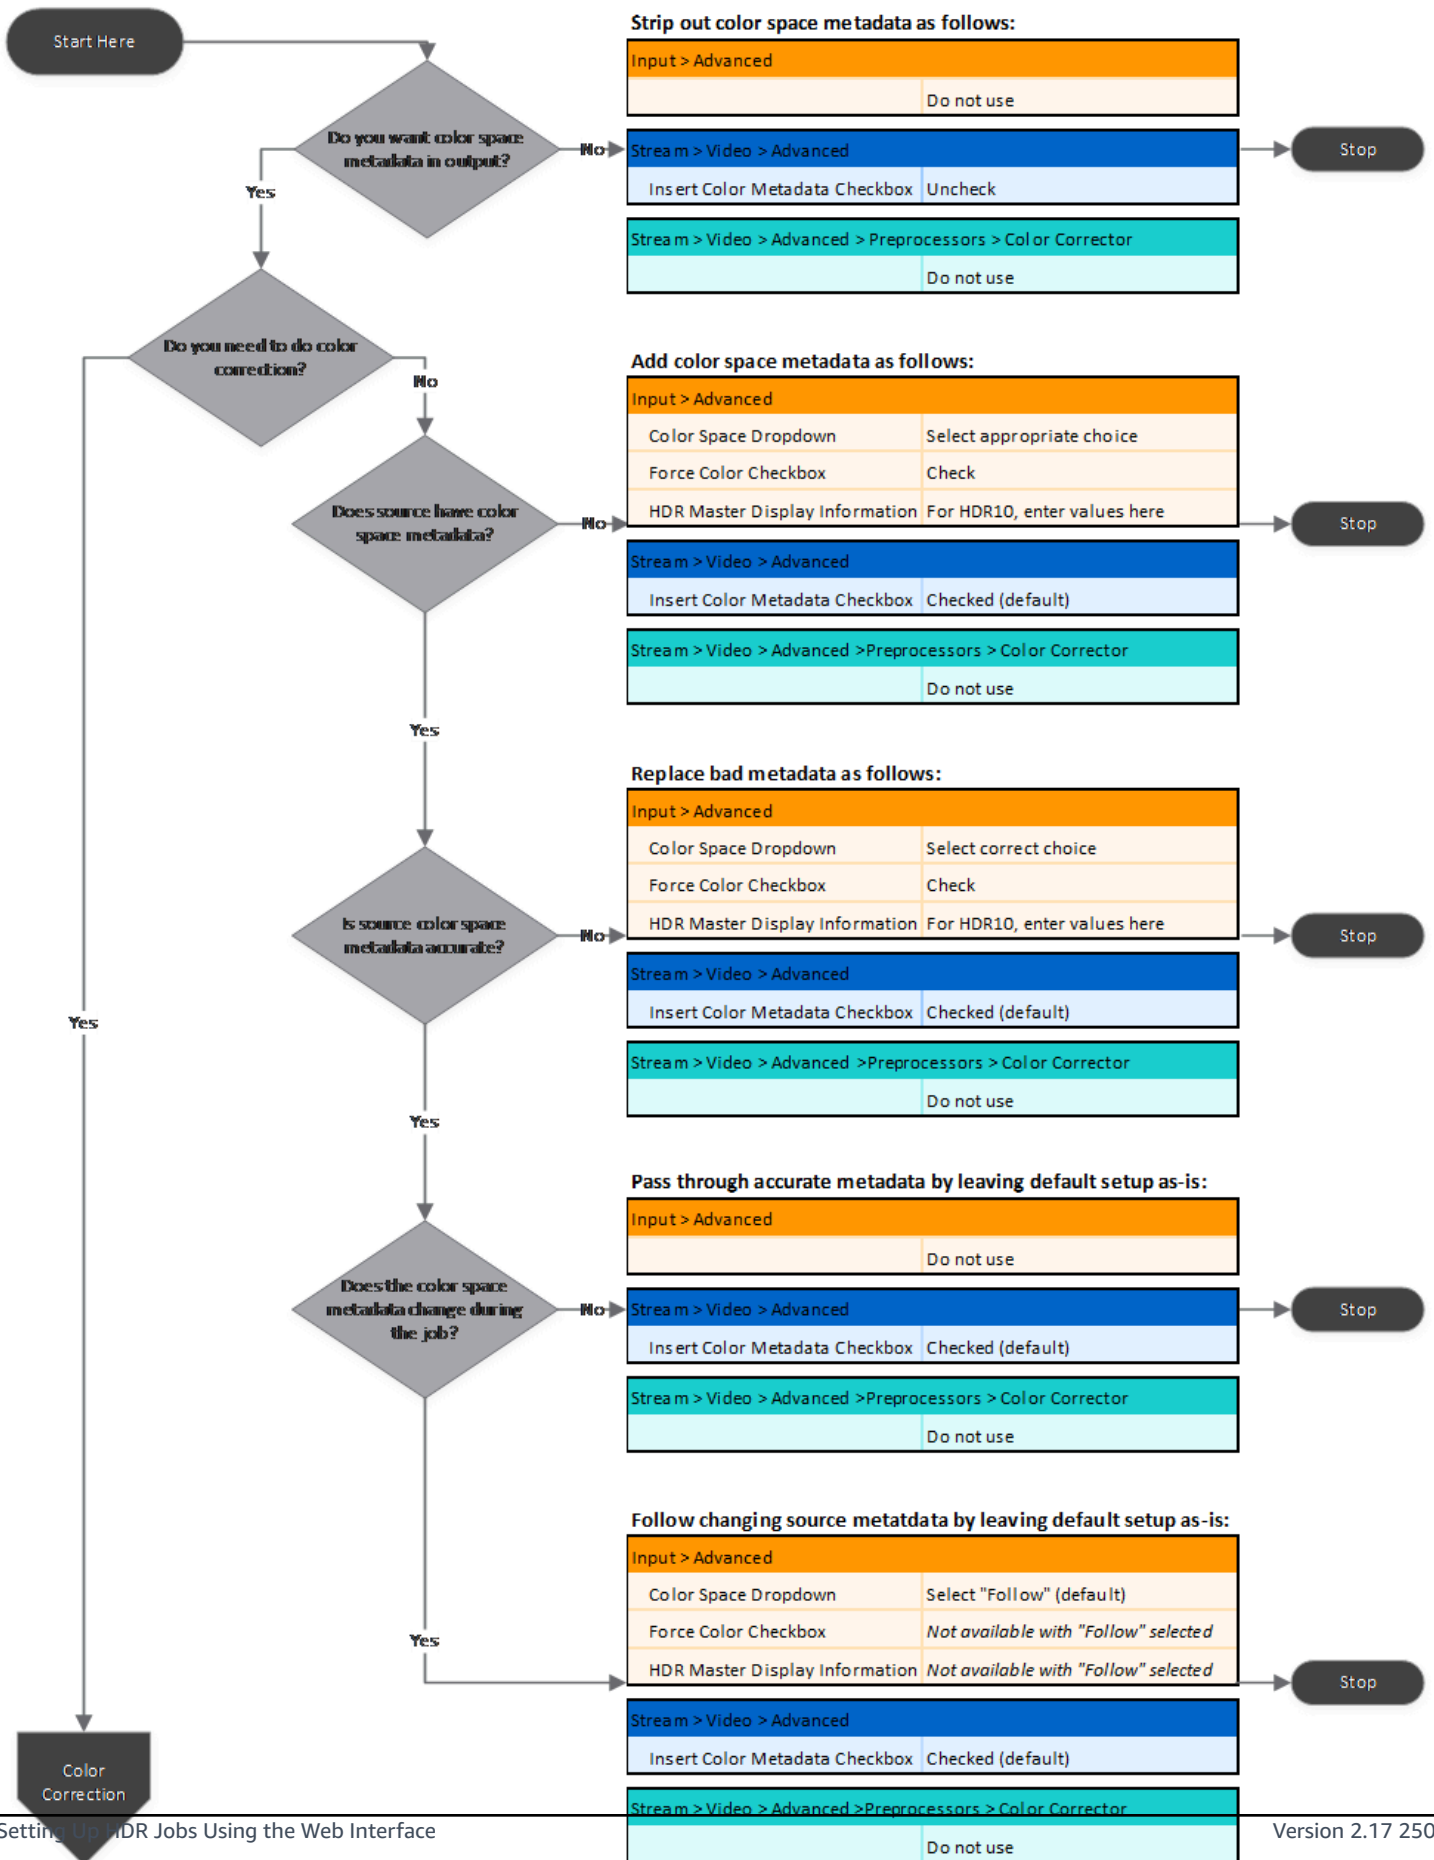 Start Here
Do you want color space
metadata in output?
No
Yes
Strip out color space metadata as follows:
Input > Advanced
Do not use
Stream > Video > Advanced
Insert Color Metadata Checkbox Uncheck
Stream > Video > Advanced > Preprocessors > Color Corrector
Do not use
Stop
Do you need to do color
correction?
No
Yes
Does source have color
space metadata?
No
Yes
Add color space metadata as follows:
Input > Advanced
Color Space Dropdown Select appropriate choice
Force Color Checkbox Check
HDR Master Display Information For HDR10, enter values here
Stream > Video > Advanced
Insert Color Metadata Checkbox Checked (default)
Stream > Video > Advanced >Preprocessors > Color Corrector
Do not use
Stop
Is source color space
metadata accurate?
No
Yes
Replace bad metadata as follows:
Input > Advanced
Color Space Dropdown Select correct choice
Force Color Checkbox Check
HDR Master Display Information For HDR10, enter values here
Stream > Video > Advanced
Insert Color Metadata Checkbox Checked (default)
Stream > Video > Advanced >Preprocessors > Color Corrector
Do not use
Stop
Does the color space
metadata change during
the job?
No
Yes
Pass through accurate metadata by leaving default setup as-is:
Input > Advanced
Do not use
Stream > Video > Advanced
Insert Color Metadata Checkbox Checked (default)
Stream > Video > Advanced >Preprocessors > Color Corrector
Do not use
Stop
Follow changing source metatdata by leaving default setup as-is:
Input > Advanced
Color Space Dropdown Select "Follow" (default)
Force Color Checkbox Not available with "Follow" selected
HDR Master Display Information Not available with "Follow" selected
Stream > Video > Advanced
Insert Color Metadata Checkbox Checked (default)
Stream > Video > Advanced >Preprocessors > Color Corrector
Do not use
Stop
Color
Correction
Setting Up HDR Jobs Using the Web Interface
Version 2.17 250